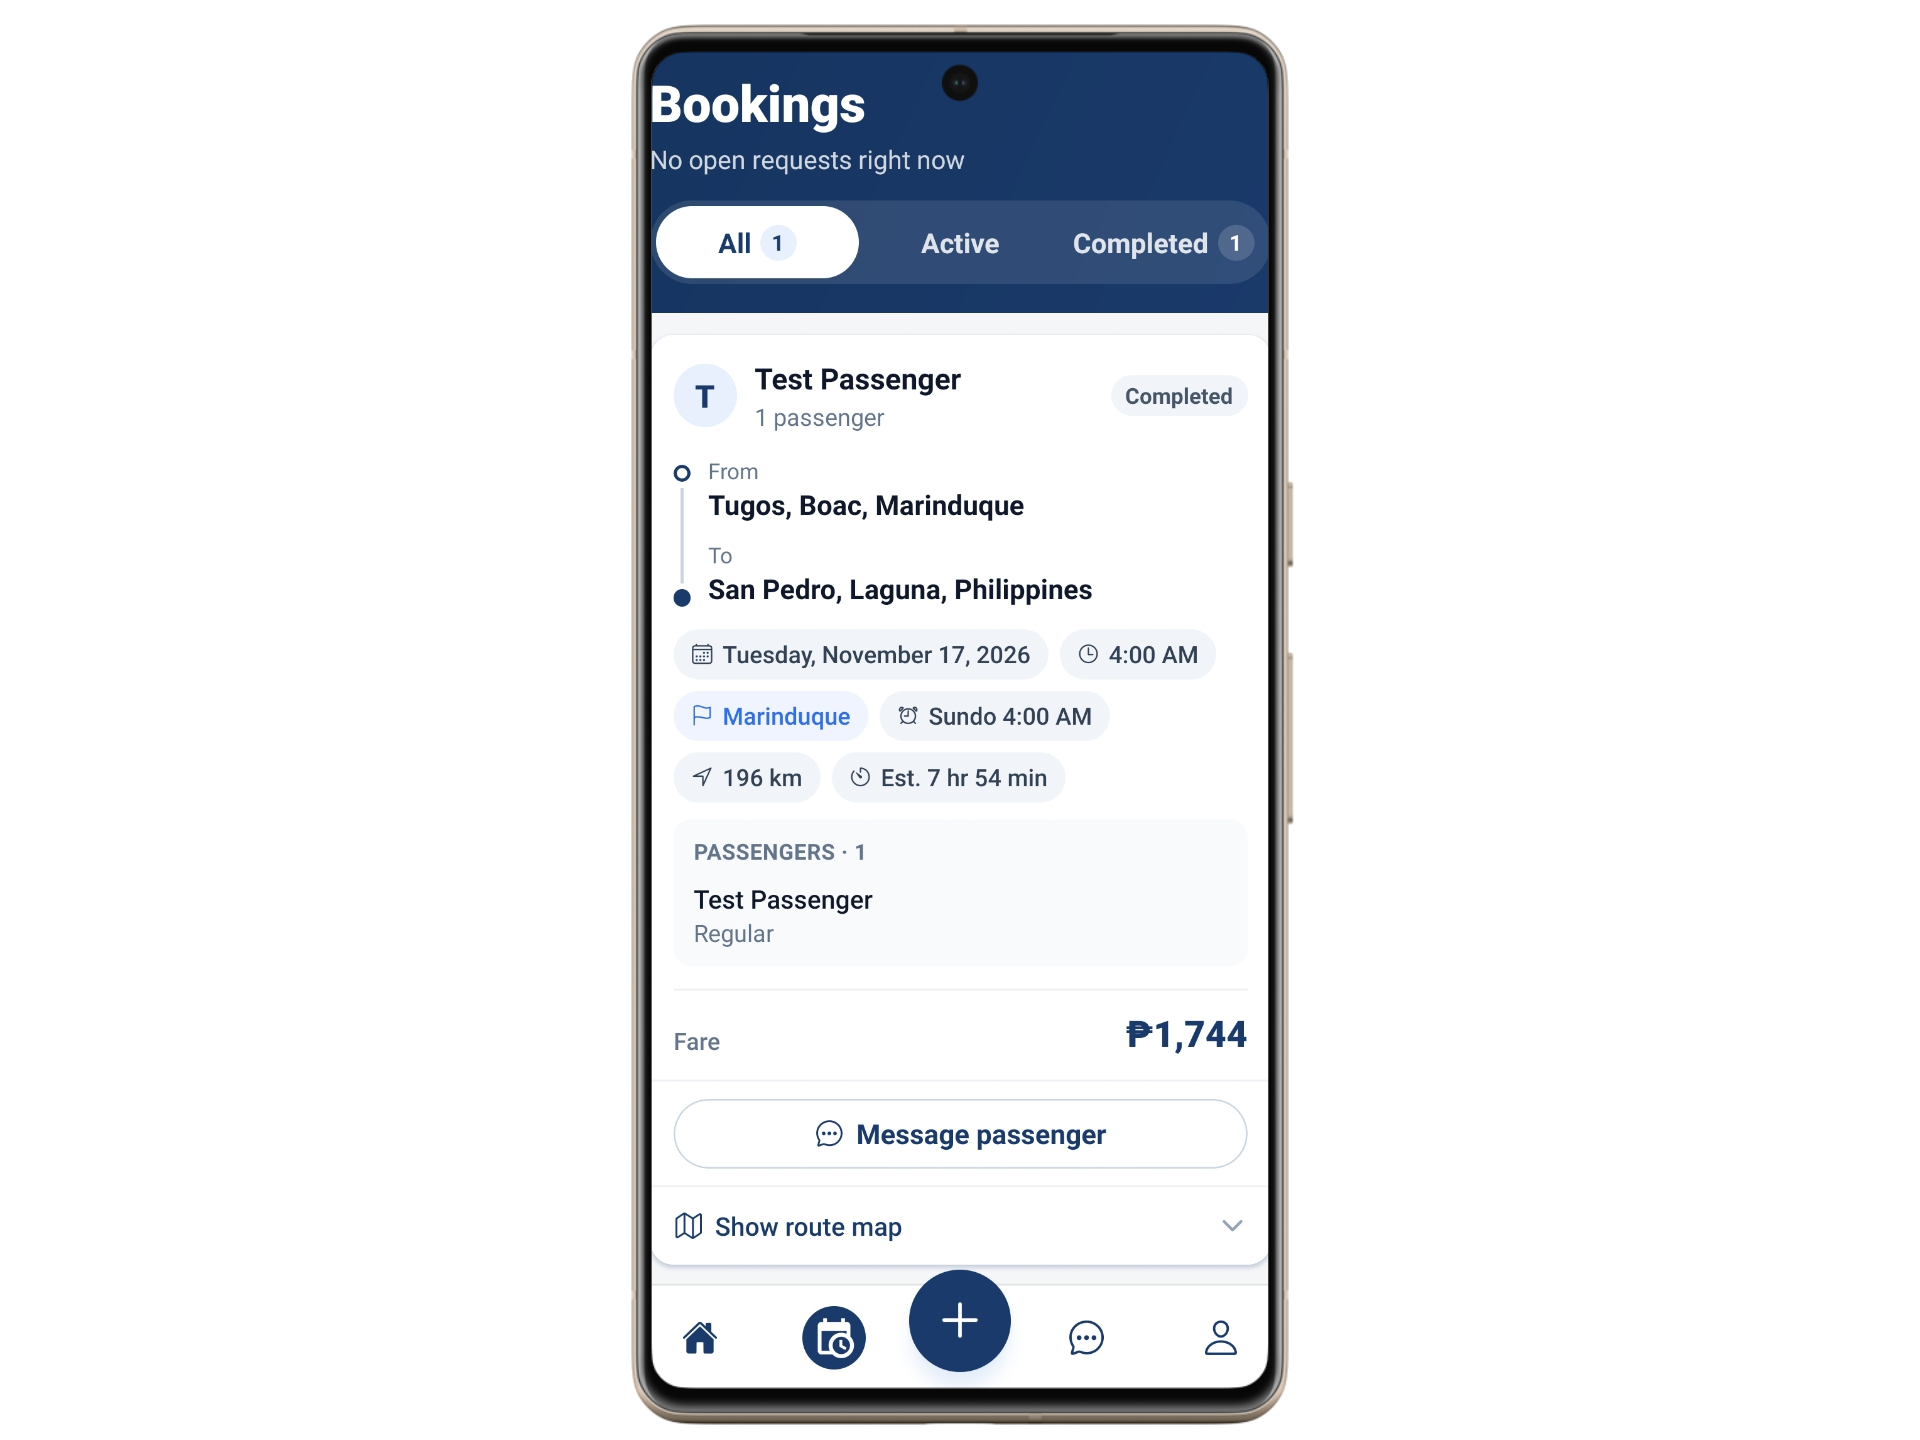 Bookings
No open requests right now
All 1 Active Completed 1
T
Test Passenger
1 passenger
Completed
From
Tugos, Boac, Marinduque
To
San Pedro, Laguna, Philippines
Tuesday, November 17, 2026 4:00 AM
Marinduque Sundo 4:00 AM
196 km Est. 7 hr 54 min
PASSENGERS · 1
Test Passenger
Regular
Fare ₱1,744
Message passenger
Show route map